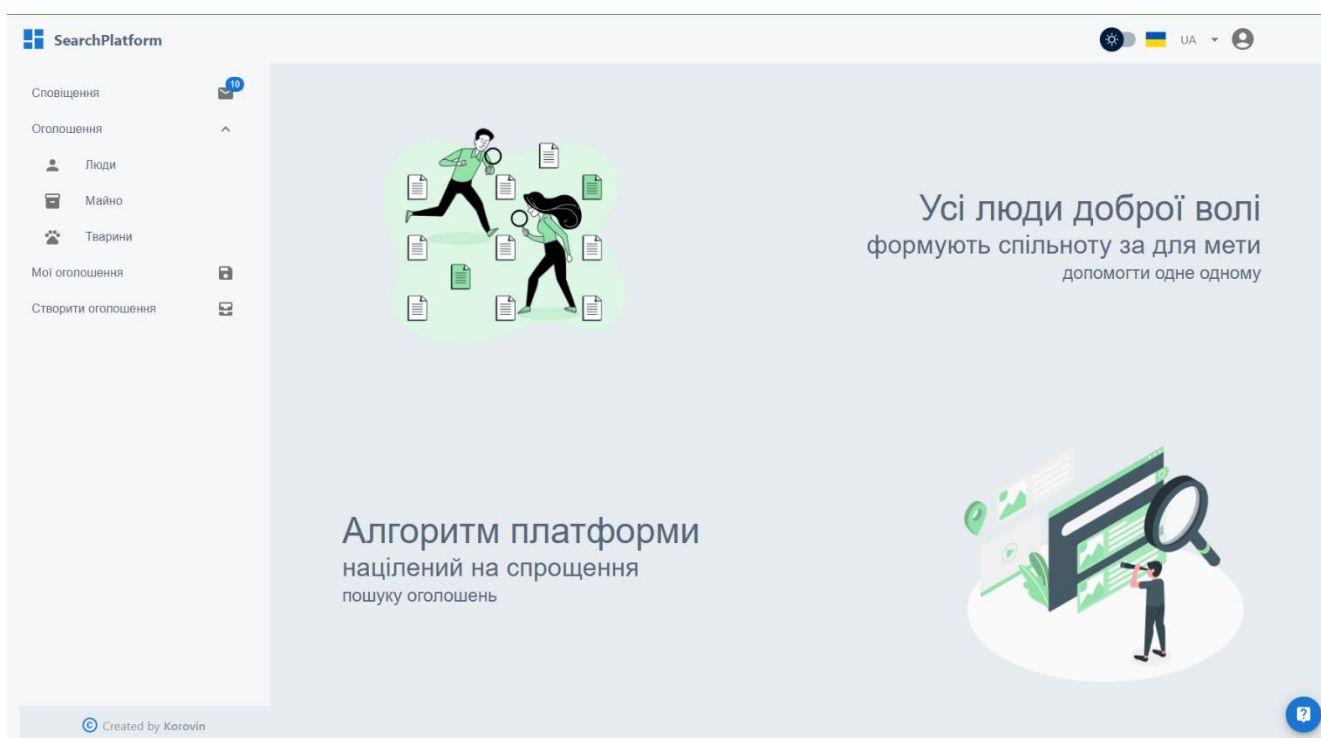 SearchPlatform
UA
Сповіщення
10
Оголошення
Люди
Майно
Тварини
Мої оголошення
Створити оголошення
Усі люди доброї волі
формують спільноту за для мети
допомогти одне одному
Алгоритм платформи
націлений на спрощення
пошуку оголошень
© Created by Korovin